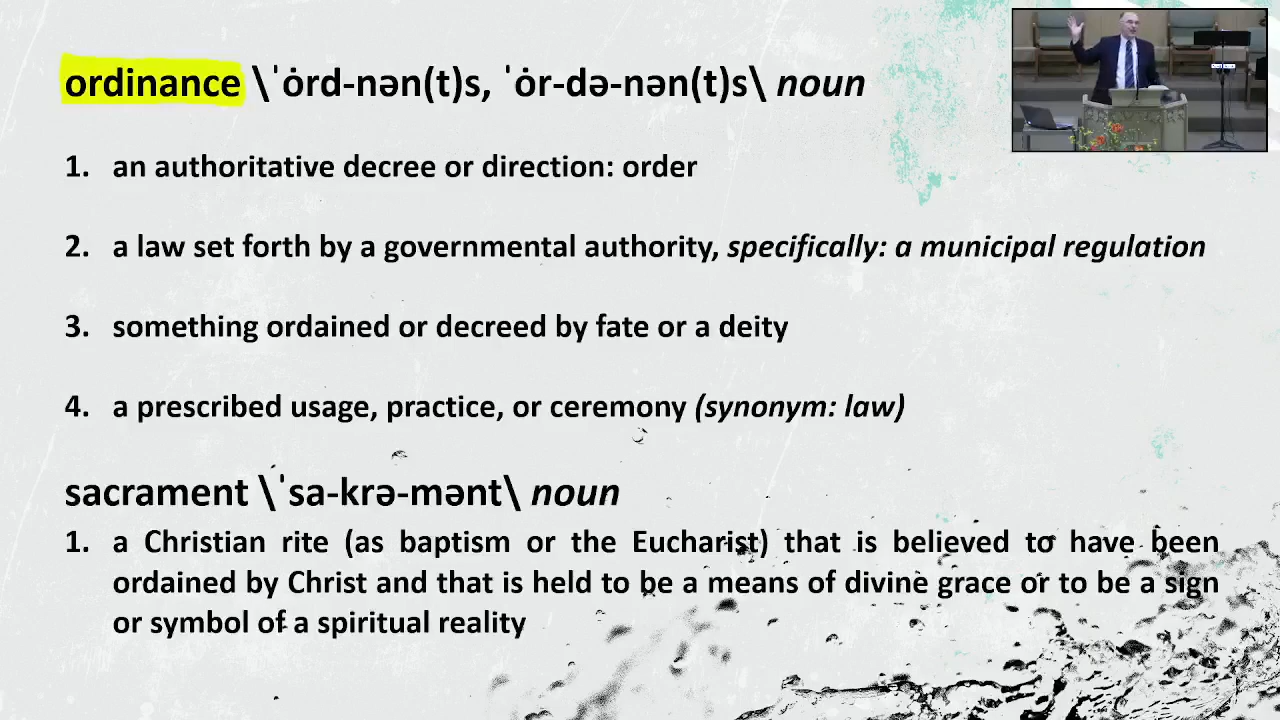 ordinance \ˈȯrd-nən(t)s, ˈȯr-də-nən(t)s\ noun
1. an authoritative decree or direction: order
2. a law set forth by a governmental authority, specifically: a municipal regulation
3. something ordained or decreed by fate or a deity
4. a prescribed usage, practice, or ceremony (synonym: law)
sacrament \ˈsa-krə-mənt\ noun
1. a Christian rite (as baptism or the Eucharist) that is believed to have been
ordained by Christ and that is held to be a means of divine grace or to be a sign
or symbol of a spiritual reality